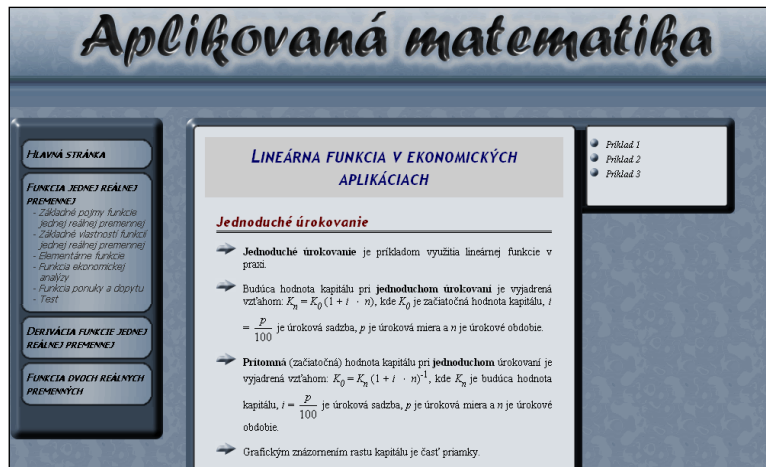 Aplikovaná matematika
Hlavná stránka
Funkcia jednej reálnej
premennej
- Základné pojmy funkcie
jednej reálnej premennej
- Základné vlastnosti funkcií
jednej reálnej premennej
- Elementárne funkcie
- Funkcia ekonomickej
analýzy
- Funkcia ponuky a dopytu
- Test
Derivácia funkcie jednej
reálnej premennej
Funkcia dvoch reálnych
premenných
Lineárna funkcia v ekonomických
aplikáciach
Jednoduché úrokovanie
Jednoduché úrokovanie je príkladom využitia lineárnej funkcie v
praxi.
Budúca hodnota kapitálu pri jednoduchom úrokovaní je vyjadrená
vzťahom: Kn = K0 (1 + i · n), kde K0 je začiatočná hodnota kapitálu, i
= p/100 je úroková sadzba, p je úroková miera a n je úrokové obdobie.
Prítomná (začiatočná) hodnota kapitálu pri jednoduchom úrokovaní je
vyjadrená vzťahom: K0 = Kn (1 + i · n)-1, kde Kn je budúca hodnota
kapitálu, i = p/100 je úroková sadzba, p je úroková miera a n je úrokové
obdobie.
Grafickým znázornením rastu kapitálu je časť priamky.
Príklad 1
Príklad 2
Príklad 3